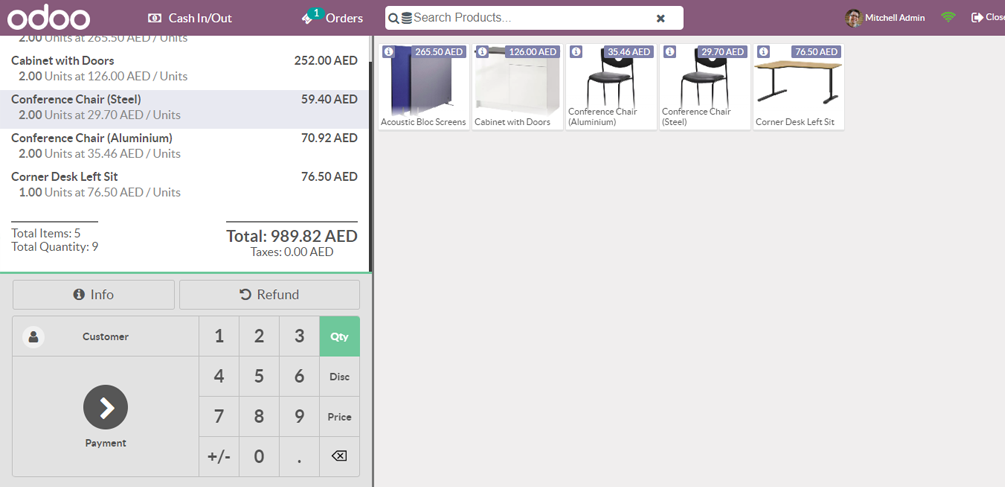 odoo
Cash In/Out
1
Orders
Search Products...
Mitchell Admin
Close
2.00 Units at 265.50 AED / Units
Cabinet with Doors 252.00 AED
2.00 Units at 126.00 AED / Units
Conference Chair (Steel) 59.40 AED
2.00 Units at 29.70 AED / Units
Conference Chair (Aluminium) 70.92 AED
2.00 Units at 35.46 AED / Units
Corner Desk Left Sit 76.50 AED
1.00 Units at 76.50 AED / Units
Total Items: 5
Total Quantity: 9
Total: 989.82 AED
Taxes: 0.00 AED
Info
Refund
Customer
1 2 3 Qty
4 5 6 Disc
7 8 9 Price
+/- 0 .
Payment
265.50 AED
Acoustic Bloc Screens
126.00 AED
Cabinet with Doors
35.46 AED
Conference Chair
(Aluminium)
29.70 AED
Conference Chair
(Steel)
76.50 AED
Corner Desk Left Sit